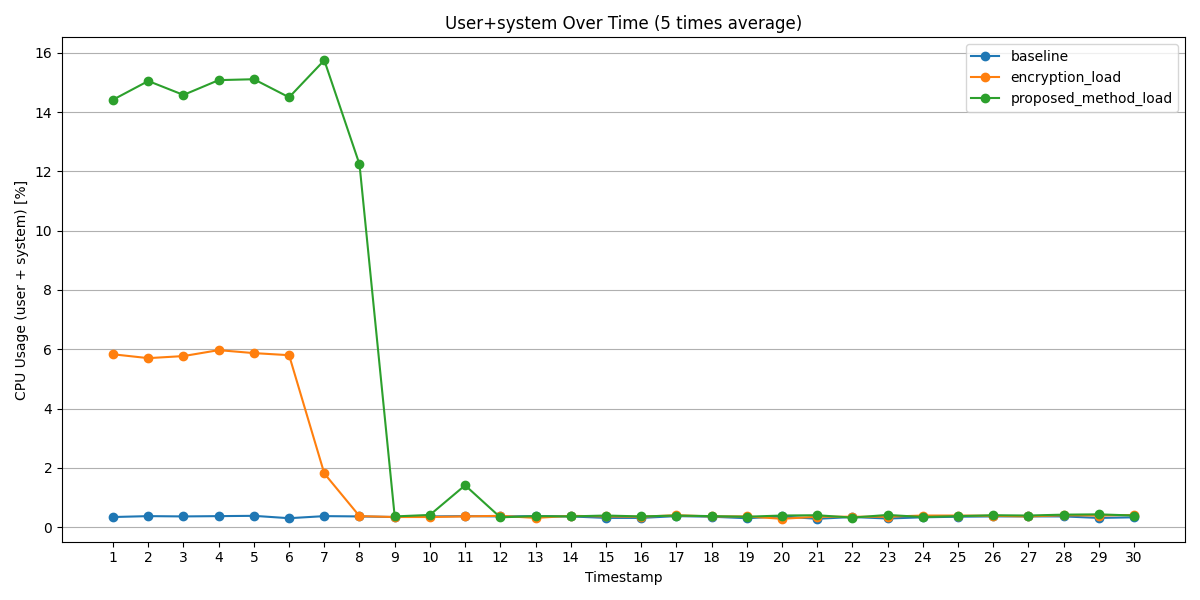 User+system Over Time (5 times average)
CPU Usage (user + system) [%]
16
14
12
10
8
6
4
2
0
baseline
encryption_load
proposed_method_load
1 2 3 4 5 6 7 8 9 10 11 12 13 14 15 16 17 18 19 20 21 22 23 24 25 26 27 28 29 30
Timestamp